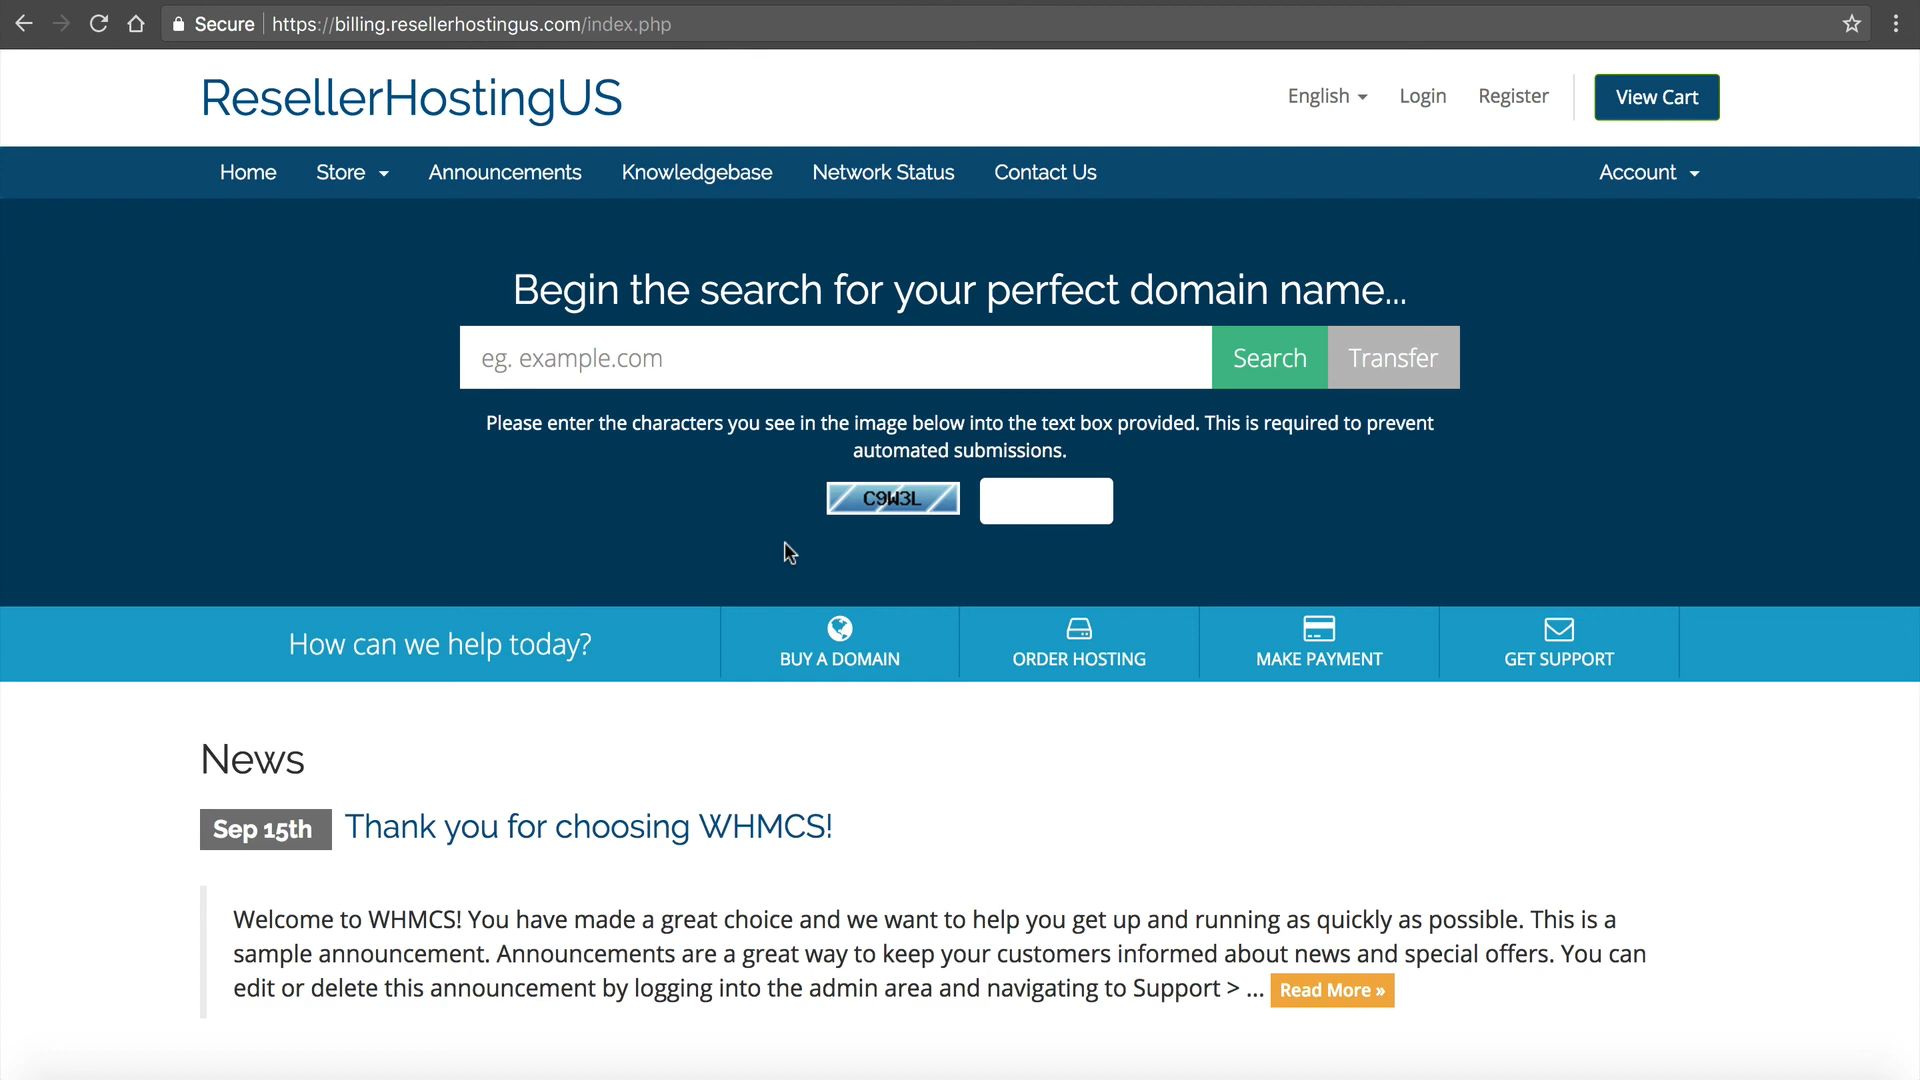 Secure https://billing.resellerhostingus.com/index.php
ResellerHostingUS
English Login Register View Cart
Home Store Announcements Knowledgebase Network Status Contact Us Account
Begin the search for your perfect domain name...
eg. example.com Search Transfer
Please enter the characters you see in the image below into the text box provided. This is required to prevent
automated submissions.
C9W3L
How can we help today? BUY A DOMAIN ORDER HOSTING MAKE PAYMENT GET SUPPORT
News
Sep 15th Thank you for choosing WHMCS!
Welcome to WHMCS! You have made a great choice and we want to help you get up and running as quickly as possible. This is a
sample announcement. Announcements are a great way to keep your customers informed about news and special offers. You can
edit or delete this announcement by logging into the admin area and navigating to Support > ... Read More »